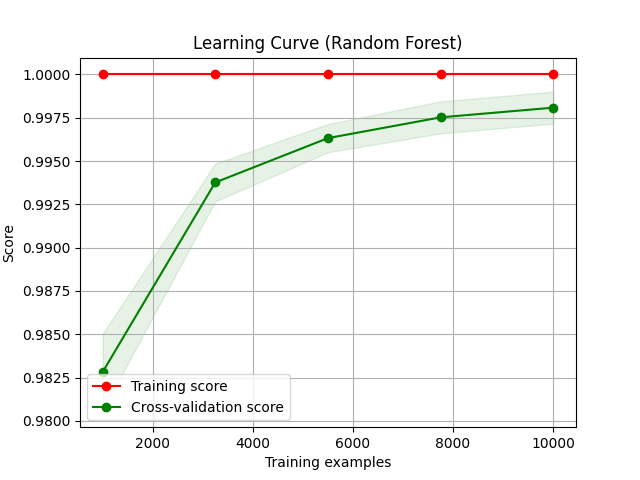 Learning Curve (Random Forest)
1.0000
0.9975
0.9950
0.9925
0.9900
0.9875
0.9850
0.9825
0.9800
Score
Training score
Cross-validation score
2000 4000 6000 8000 10000
Training examples